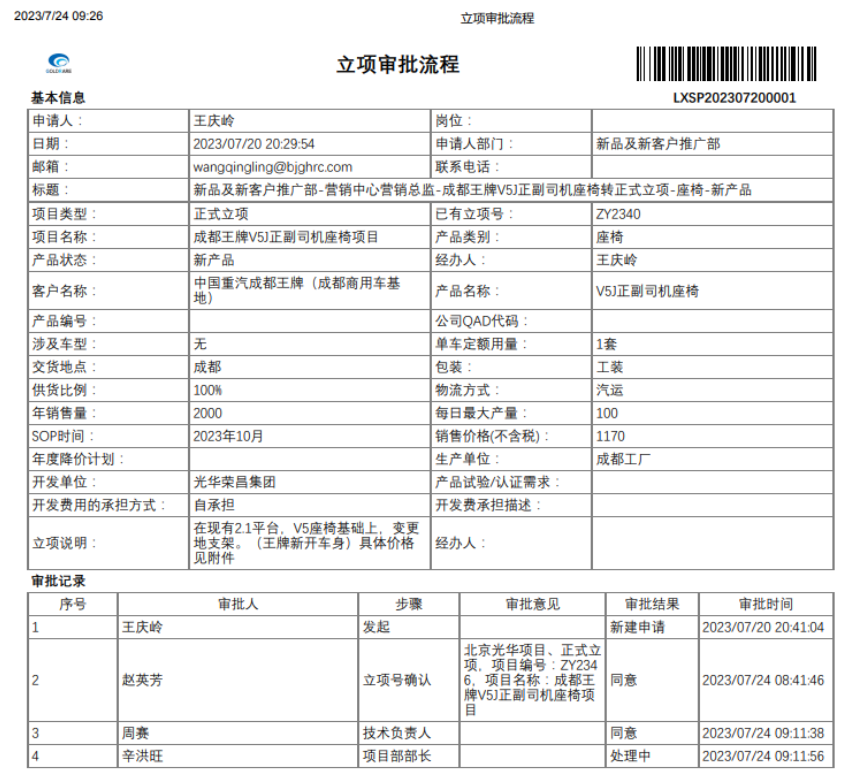 2023/7/24 09:26 立项审批流程
GOLDRARE
立项审批流程
LXSP202307200001
基本信息
申请人： 王庆岭 岗位：
日期： 2023/07/20 20:29:54 申请人部门： 新品及新客户推广部
邮箱： wangqingling@bjghrc.com 联系电话：
标题： 新品及新客户推广部-营销中心营销总监-成都王牌V5J正副司机座椅转正式立项-座椅-新产品
项目类型： 正式立项 已有立项号： ZY2340
项目名称： 成都王牌V5J正副司机座椅项目 产品类别： 座椅
产品状态： 新产品 经办人： 王庆岭
客户名称： 中国重汽成都王牌（成都商用车基
地） 产品名称： V5J正副司机座椅
产品编号： 公司QAD代码：
涉及车型： 无 单车定额用量： 1套
交货地点： 成都 包装： 工装
供货比例： 100% 物流方式： 汽运
年销售量： 2000 每日最大产量： 100
SOP时间： 2023年10月 销售价格(不含税)： 1170
年度降价计划： 生产单位： 成都工厂
开发单位： 光华荣昌集团 产品试验/认证需求：
开发费用的承担方式： 自承担 开发费承担描述：
立项说明： 在现有2.1平台，V5座椅基础上，变更
地支架。（王牌新开车身）具体价格
见附件 经办人：
审批记录
序号 审批人 步骤 审批意见 审批结果 审批时间
1 王庆岭 发起 新建申请 2023/07/20 20:41:04
2 赵英芳 立项号确认 北京光华项目、正式立
项，项目编号：ZY234
6，项目名称：成都王
牌V5J正副司机座椅项
目 同意 2023/07/24 08:41:46
3 周赛 技术负责人 同意 2023/07/24 09:11:38
4 辛洪旺 项目部部长 处理中 2023/07/24 09:11:56